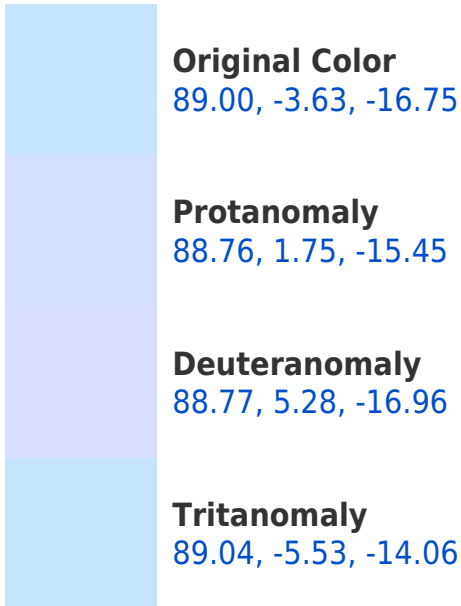 Original Color
89.00, -3.63, -16.75
Protanomaly
88.76, 1.75, -15.45
Deuteranomaly
88.77, 5.28, -16.96
Tritanomaly
89.04, -5.53, -14.06